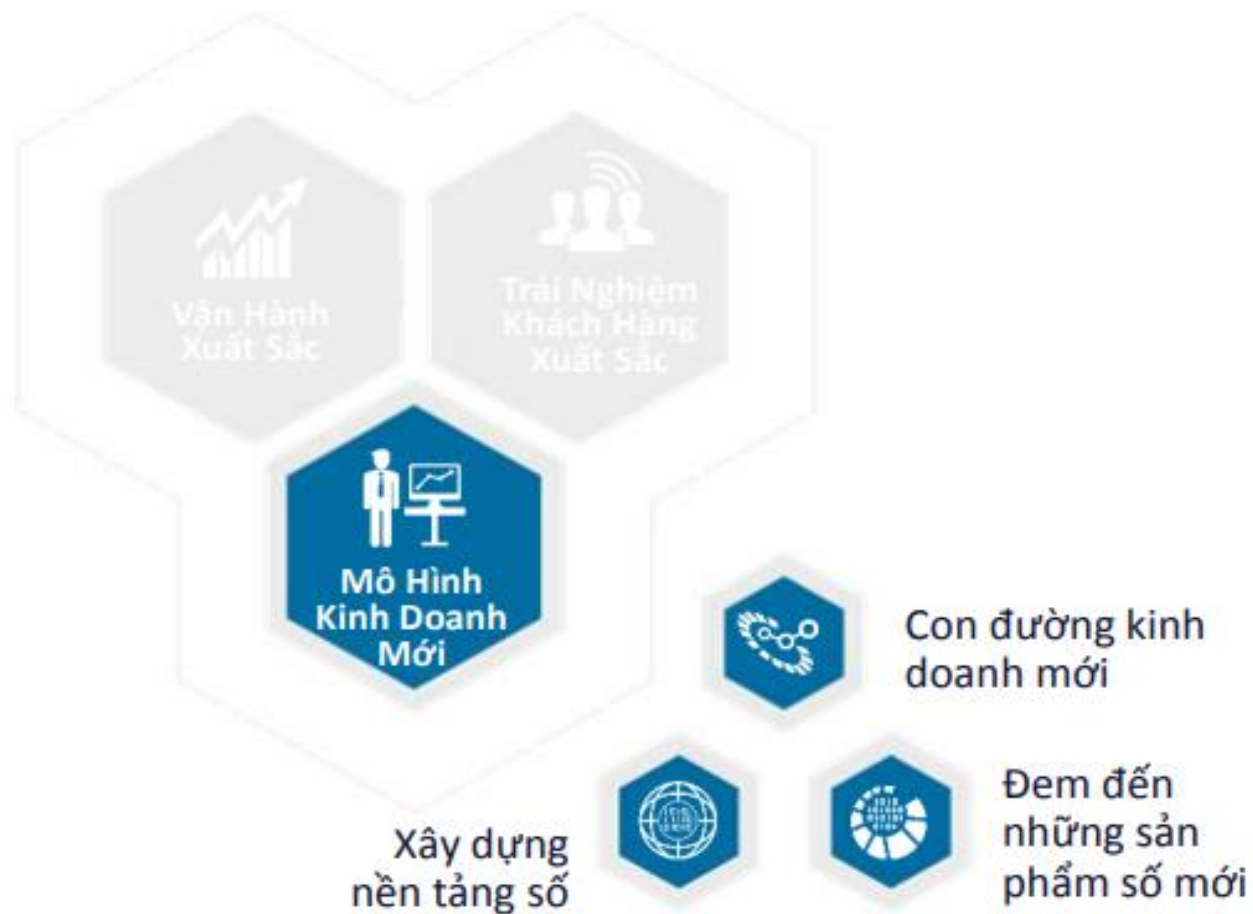 Vận Hành
Xuất Sắc
Trải Nghiệm
Khách Hàng
Xuất Sắc
Mô Hình
Kinh Doanh
Mới
Con đường kinh
doanh mới
Xây dựng
nền tảng số
Đem đến
những sản
phẩm số mới